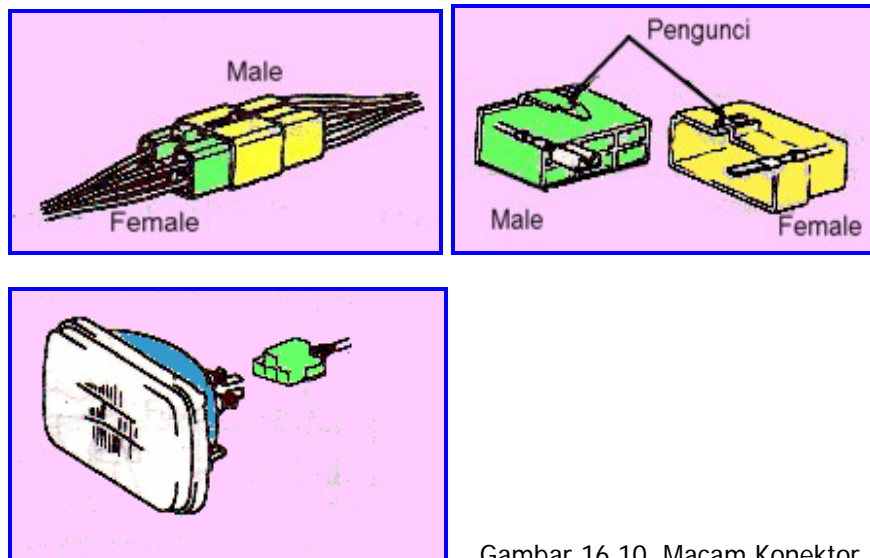 Male
Female
Pengunci
Male
Female
Gambar 16.10. Macam Konektor